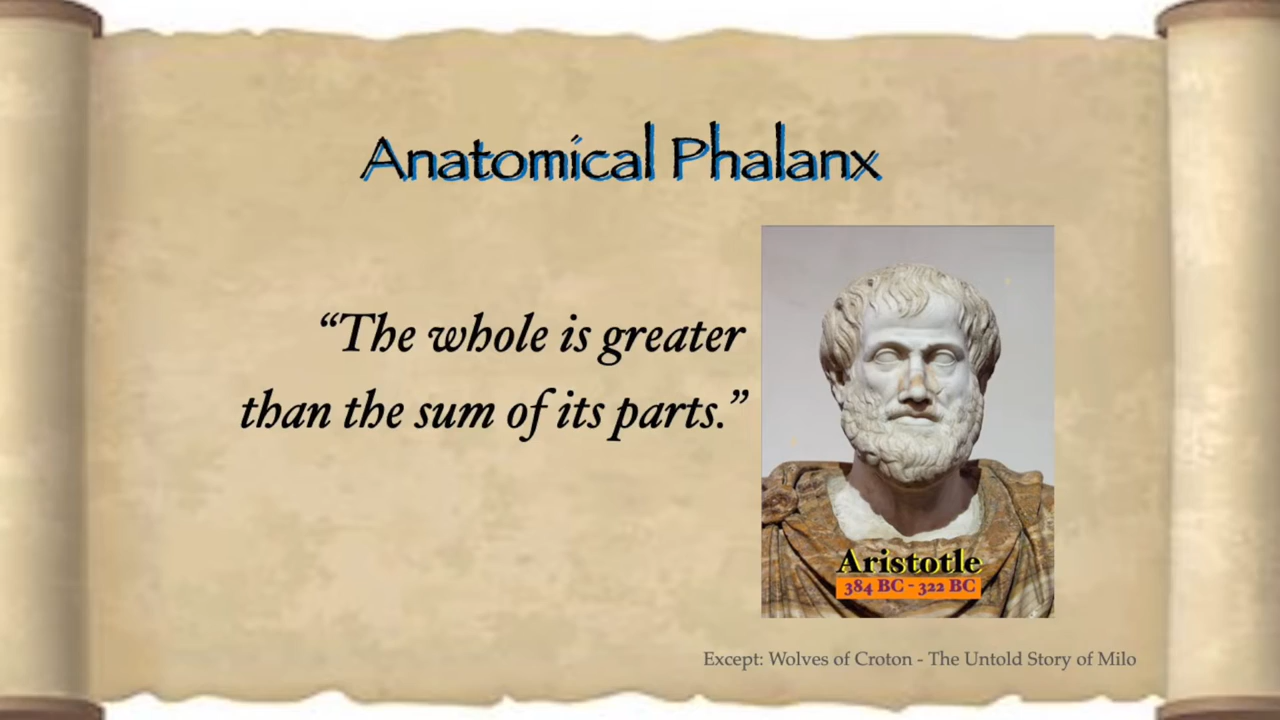 Anatomical Phalanx
“The whole is greater
than the sum of its parts.”
Aristotle
384 BC - 322 BC
Except: Wolves of Croton - The Untold Story of Milo